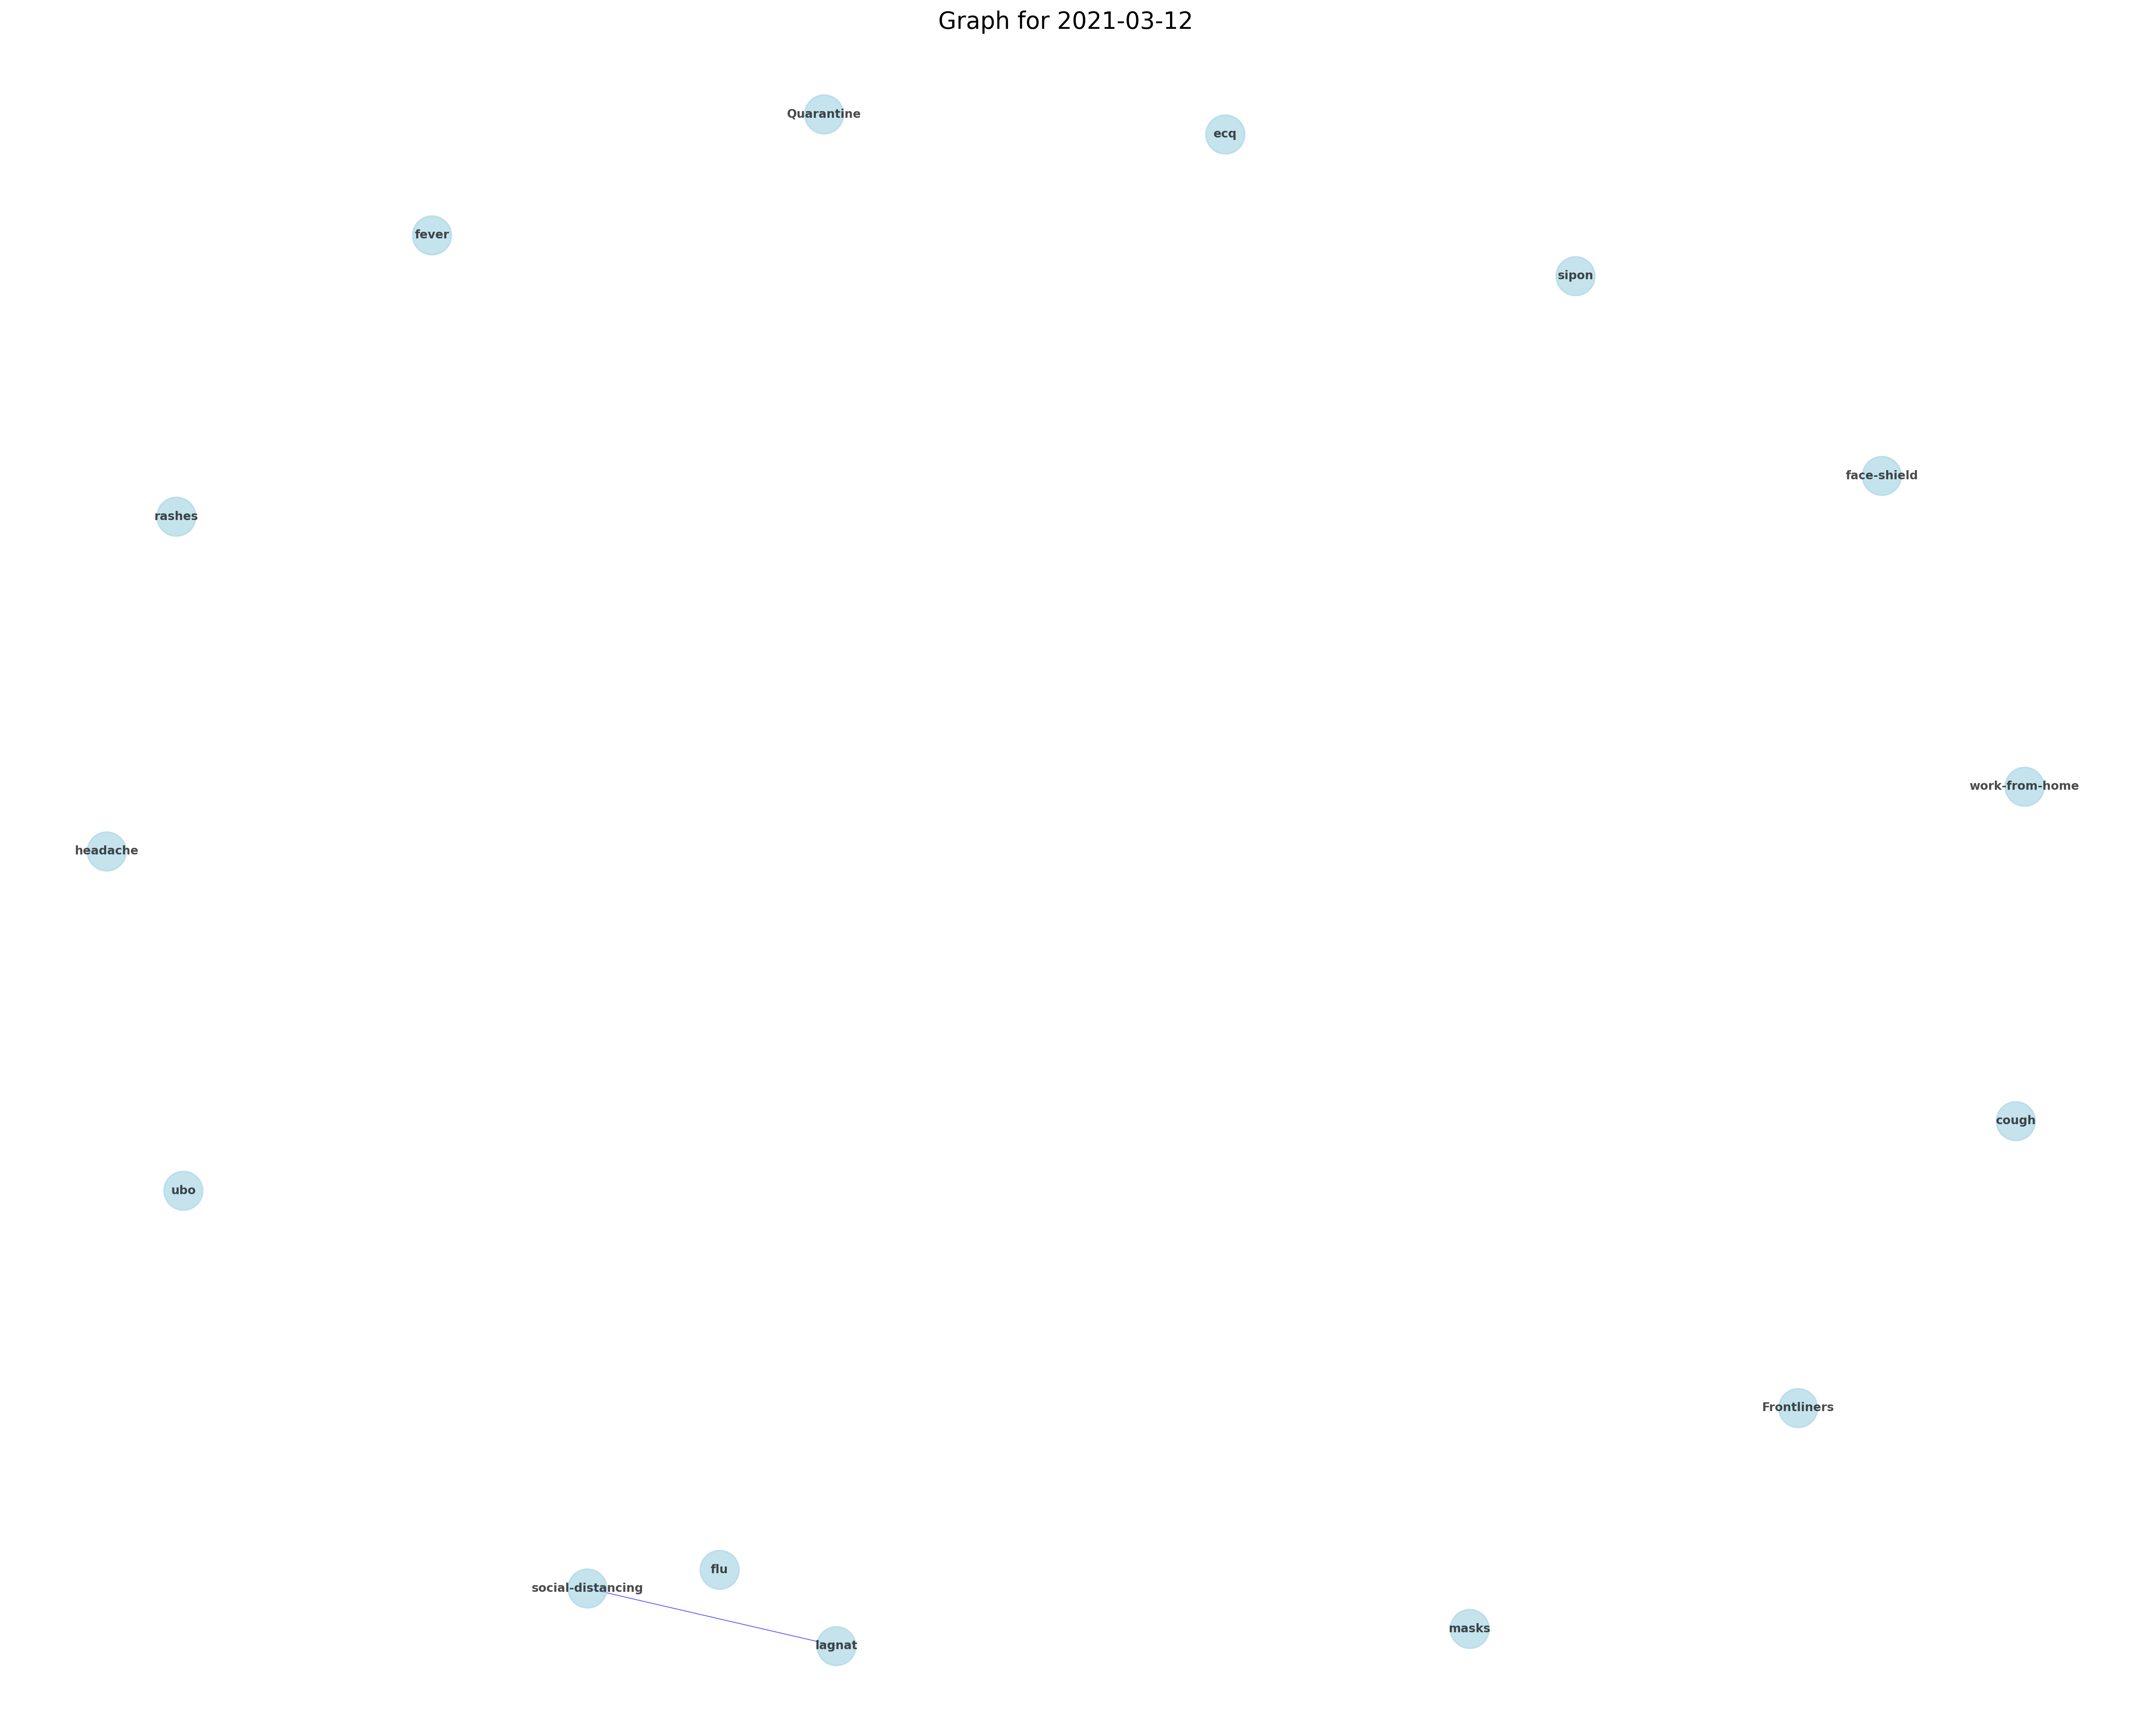 Graph for 2021-03-12
Quarantine
ecq
fever
sipon
face-shield
rashes
work-from-home
headache
cough
ubo
Frontliners
flu
social-distancing
masks
lagnat